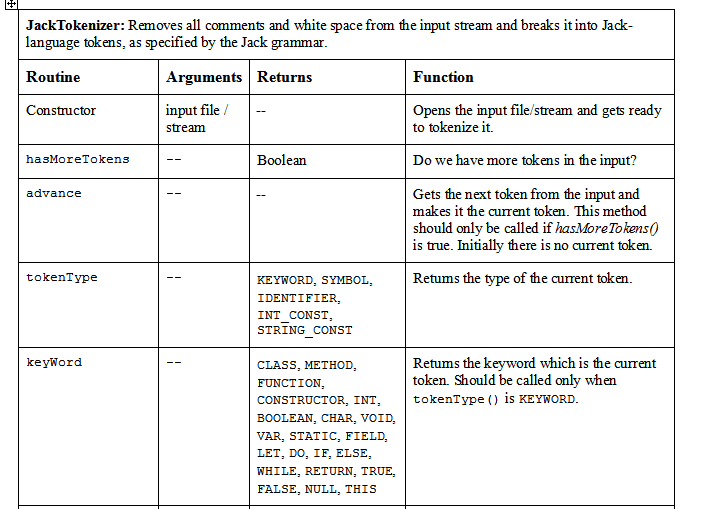 JackTokenizer: Removes all comments and white space from the input stream and breaks it into Jack-
language tokens, as specified by the Jack grammar.
Routine Arguments Returns Function
Constructor input file / -- Opens the input file/stream and gets ready
stream to tokenize it.
hasMoreTokens -- Boolean Do we have more tokens in the input?
advance -- -- Gets the next token from the input and
makes it the current token. This method
should only be called if hasMoreTokens()
is true. Initially there is no current token.
tokenType -- KEYWORD, SYMBOL, Returns the type of the current token.
IDENTIFIER,
INT_CONST,
STRING_CONST
keyWord -- CLASS, METHOD, Returns the keyword which is the current
FUNCTION, token. Should be called only when
CONSTRUCTOR, INT, tokenType() is KEYWORD.
BOOLEAN, CHAR, VOID,
VAR, STATIC, FIELD,
LET, DO, IF, ELSE,
WHILE, RETURN, TRUE,
FALSE, NULL, THIS